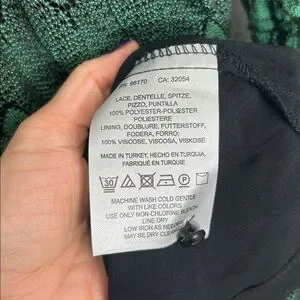 RN: 66170 CA: 32054
LACE, DENTELLE, SPITZE,
PIZZO, PUNTILLA
100% POLYESTER-POLIESTER
POLIESTERE
LINING, DOUBLURE, FUTTERSTOFF,
FODERA, FORRO:
100% VISCOSE, VISCOSA, VISKOSE
MADE IN TURKEY, HECHO EN TURQUIA,
FABRIQUÉ EN TURQUIE
30
P
MACHINE WASH COLD GENTLE
WITH LIKE COLORS
USE ONLY NON-CHLORINE BLEACH
LINE DRY
LOW IRON AS
MAY BE DRY